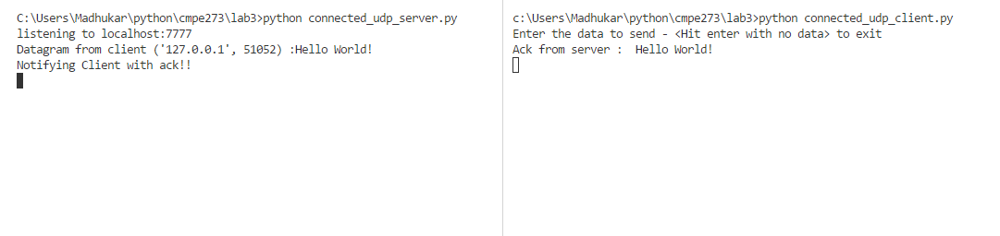 C:\Users\Madhukar\python\cmpe273\lab3>python connected_udp_server.py
listening to localhost:7777
Datagram from client ('127.0.0.1', 51052) :Hello World!
Notifying Client with ack!!
c:\Users\Madhukar\python\cmpe273\lab3>python connected_udp_client.py
Enter the data to send - <Hit enter with no data> to exit
Ack from server :  Hello World!